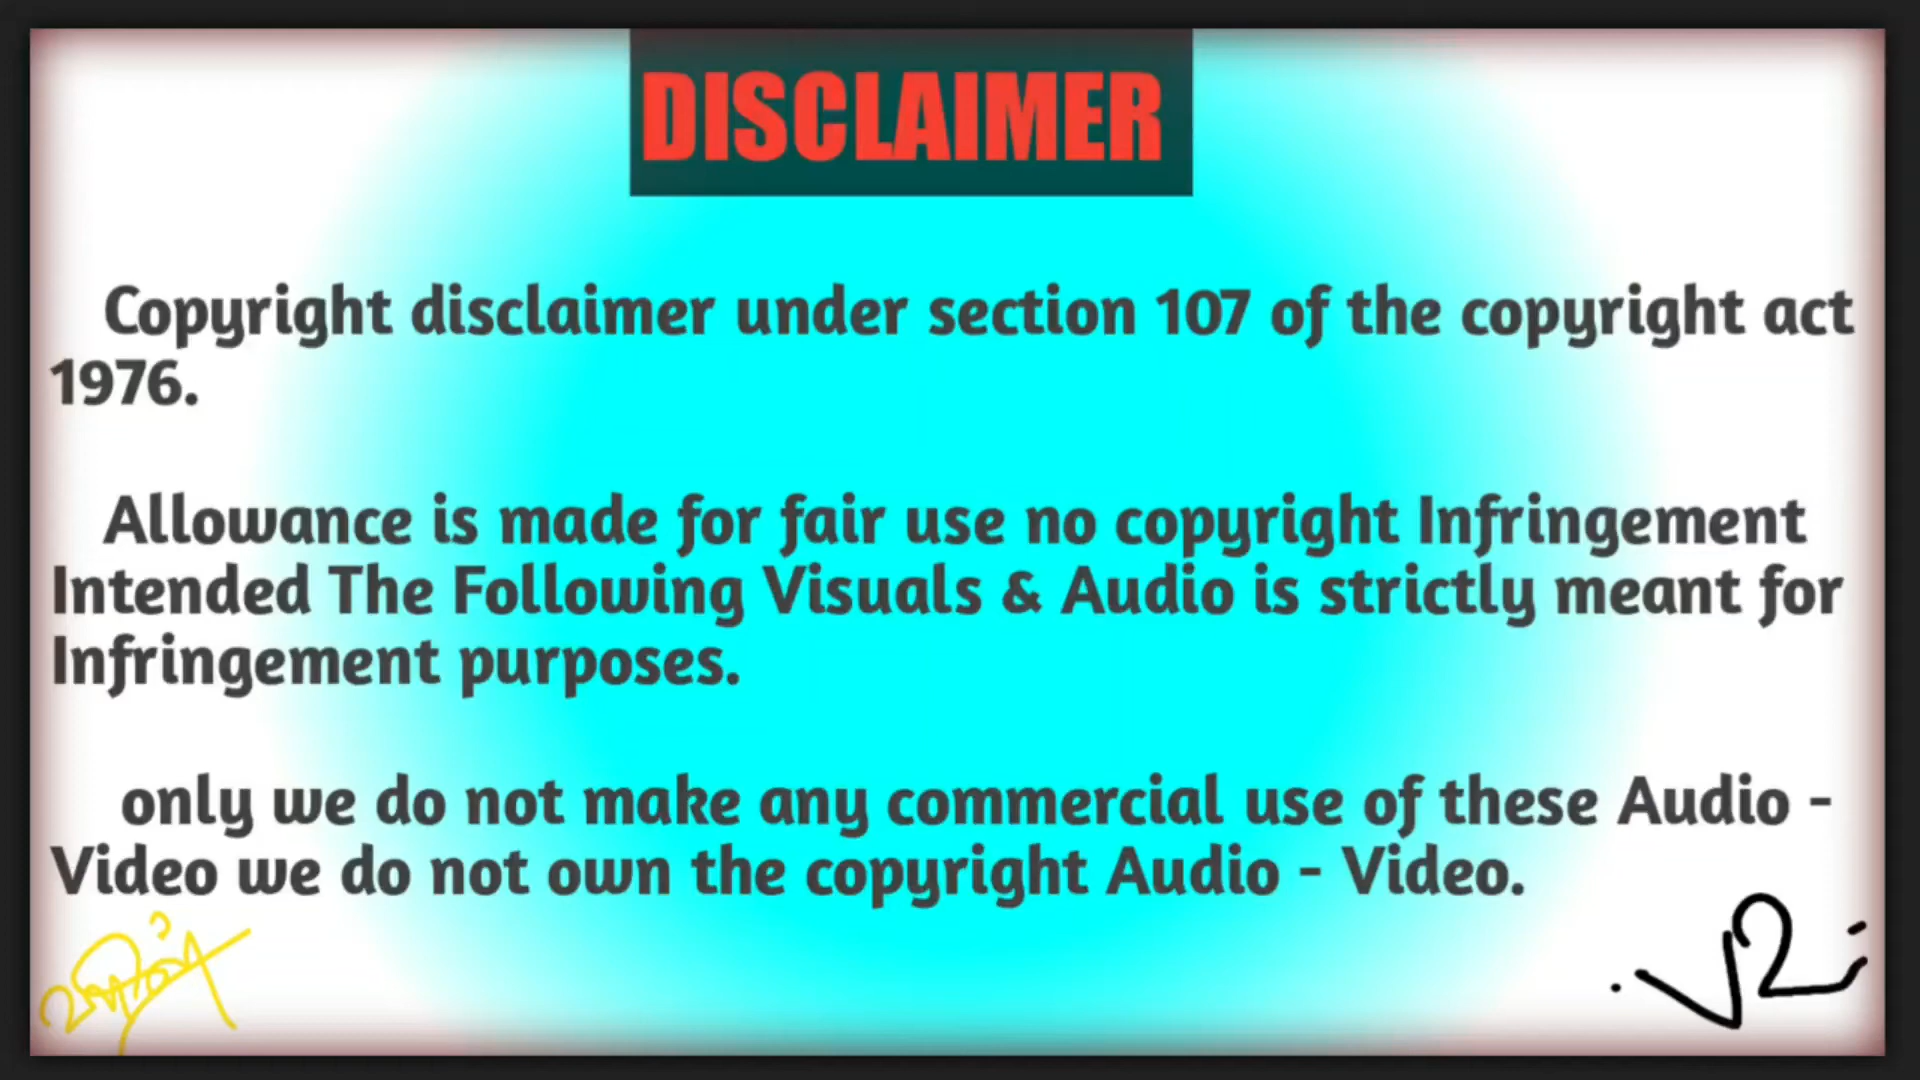 DISCLAIMER
Copyright disclaimer under section 107 of the copyright act
1976.
Allowance is made for fair use no copyright Infringement
Intended The Following Visuals & Audio is strictly meant for
Infringement purposes.
only we do not make any commercial use of these Audio -
Video we do not own the copyright Audio - Video.